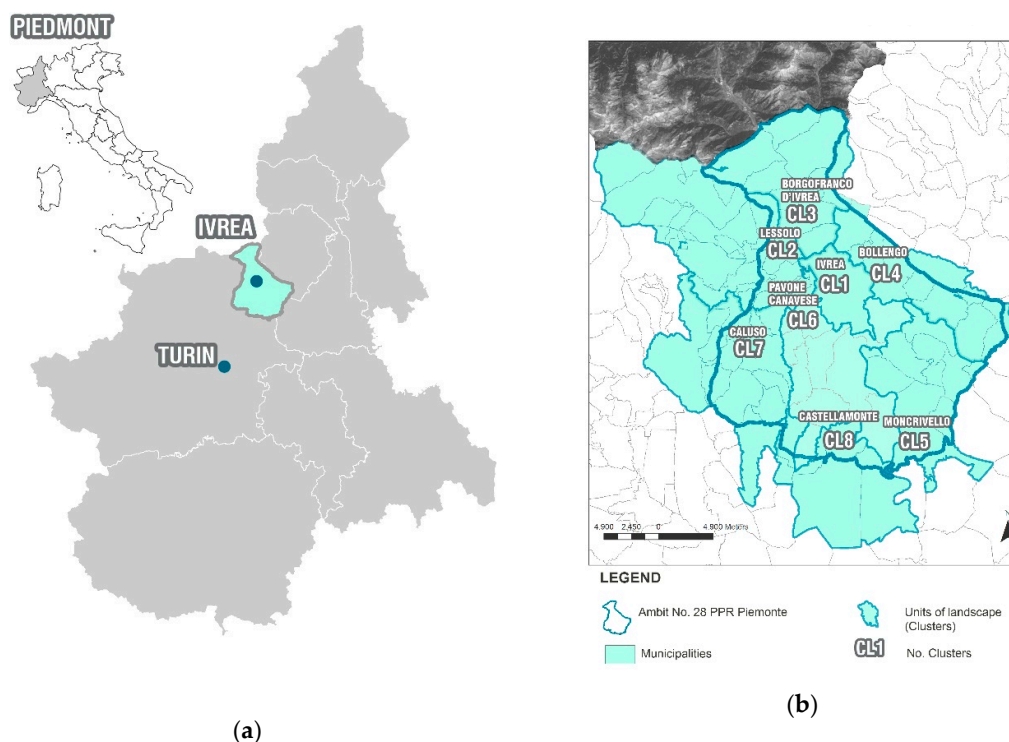 PIEDMONT
IVREA
TURIN
(a)
BORGOFRANCO
D'IVREA
CL3
LESSOLO
CL2
IVREA
CL1
BOLLENGO
CL4
PAVONE
CANAVESE
CL6
CALUSO
CL7
CASTELLAMONTE
CL8
MONCRIVELLO
CL5
4,900 2,450 0 4,900 Meters
N
LEGEND
Ambit No. 28 PPR Piemonte
Municipalities
Units of landscape
(Clusters)
CL1 No. Clusters
(b)